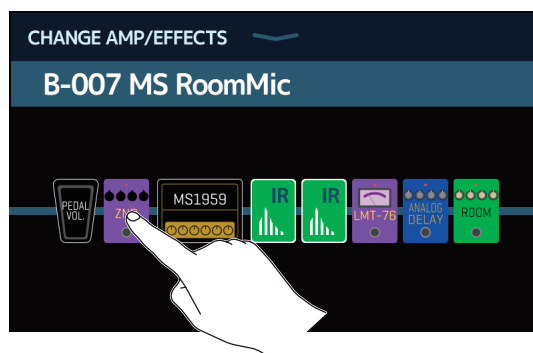 CHANGE AMP/EFFECTS
B-007 MS RoomMic
PEDAL
VOL.
MS1959
IR
IR
LMT-76
ANALOG
DELAY
ROOM